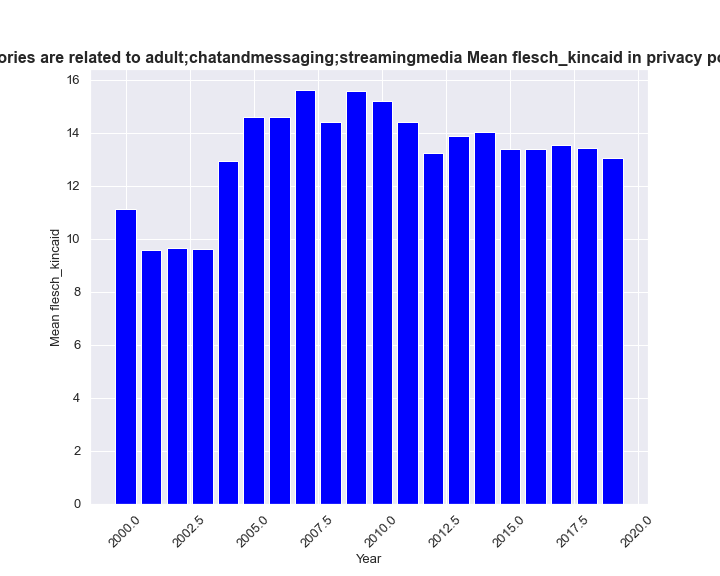 ories are related to adult;chatandmessaging;streamingmedia Mean flesch_kincaid in privacy po
16
14
12
10
8
6
4
2
0
Mean flesch_kincaid
2000.0 2002.5 2005.0 2007.5 2010.0 2012.5 2015.0 2017.5 2020.0
Year